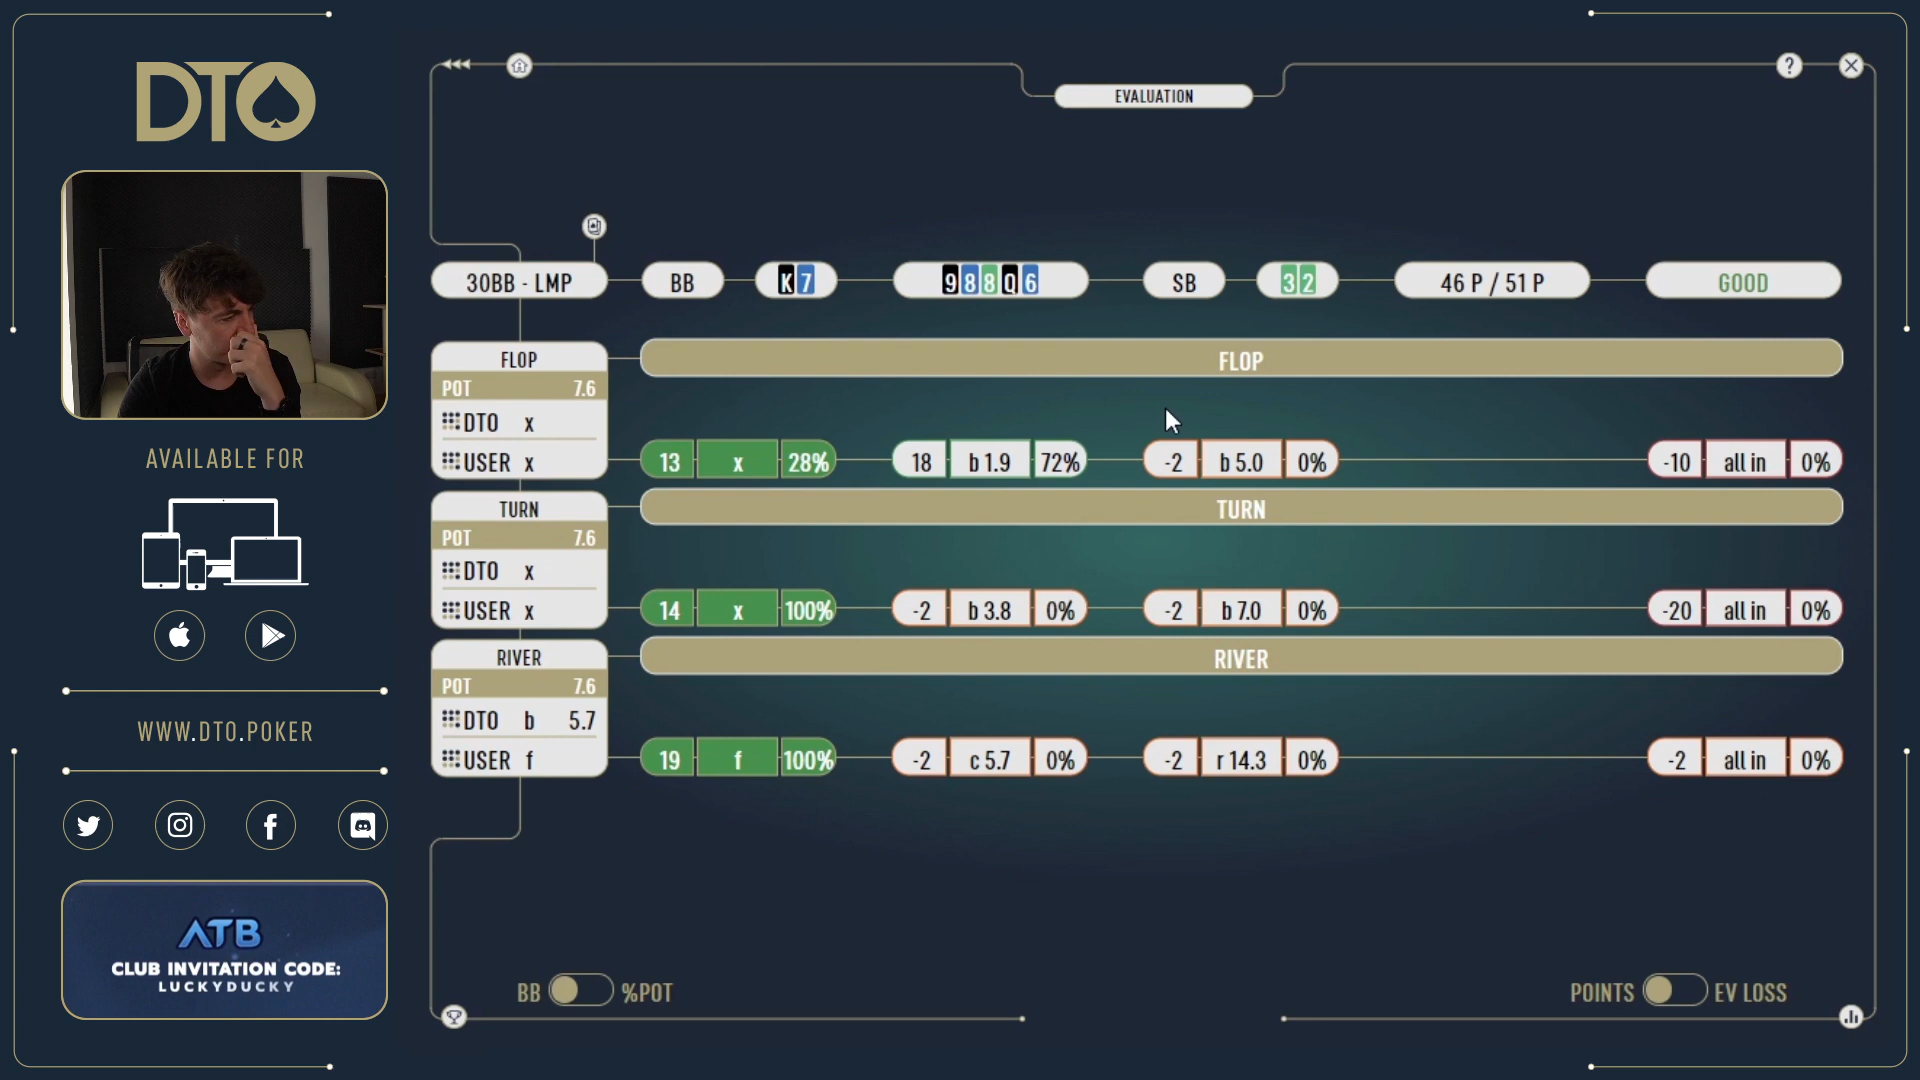 DTO
EVALUATION
?
30BB - LMP BB K7 988Q6 SB 32 46 P / 51 P GOOD
FLOP FLOP
POT 7.6
DTO x
USER x 13 x 28% 18 b 1.9 72% -2 b 5.0 0% -10 all in 0%
TURN TURN
POT 7.6
DTO x
USER x 14 x 100% -2 b 3.8 0% -2 b 7.0 0% -20 all in 0%
RIVER RIVER
POT 7.6
DTO b 5.7
USER f 19 f 100% -2 c 5.7 0% -2 r 14.3 0% -2 all in 0%
AVAILABLE FOR
WWW.DTO.POKER
ATB
CLUB INVITATION CODE:
LUCKYDUCKY
BB %POT POINTS EV LOSS